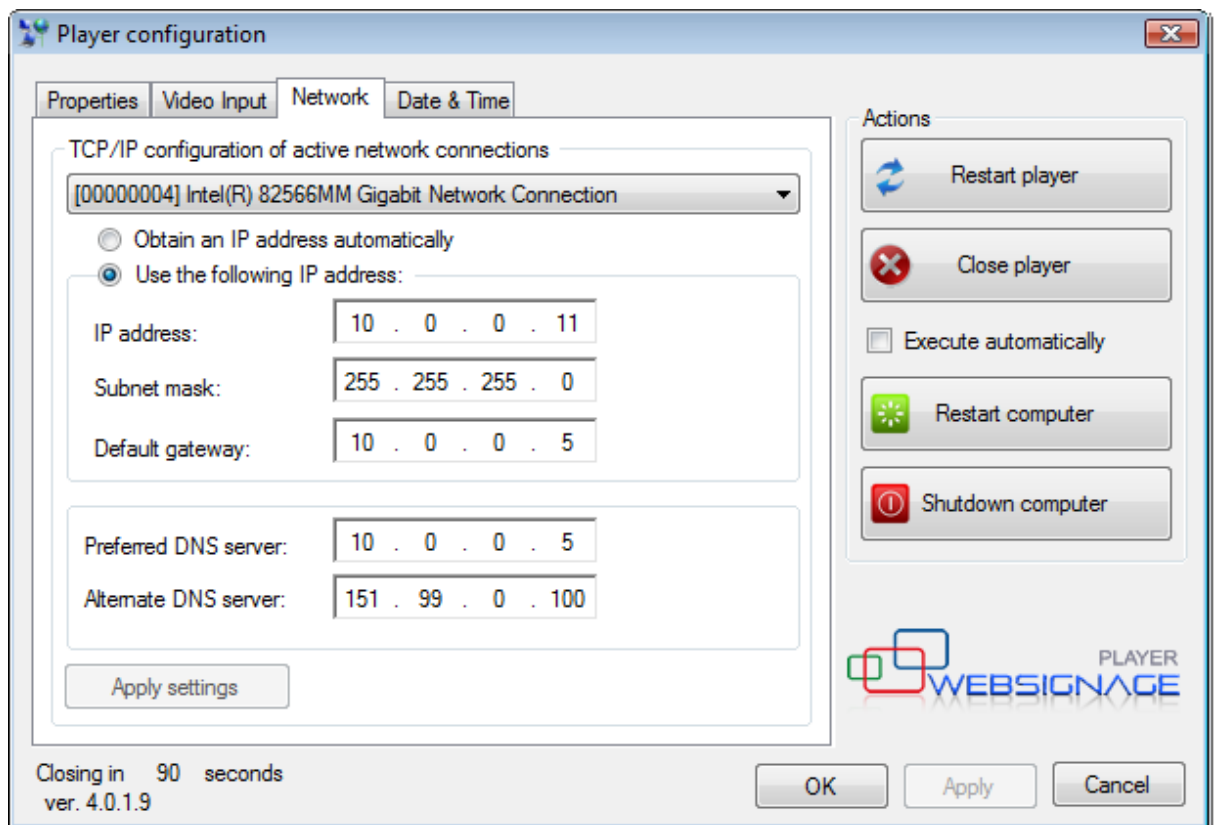 Player configuration
Properties Video Input Network Date & Time
TCP/IP configuration of active network connections
[00000004] Intel(R) 82566MM Gigabit Network Connection
Obtain an IP address automatically
Use the following IP address:
IP address: 10 . 0 . 0 . 11
Subnet mask: 255 . 255 . 255 . 0
Default gateway: 10 . 0 . 0 . 5
Preferred DNS server: 10 . 0 . 0 . 5
Alternate DNS server: 151 . 99 . 0 . 100
Apply settings
Actions
Restart player
Close player
Execute automatically
Restart computer
Shutdown computer
PLAYER
WEBSIGNAGE
Closing in 90 seconds
ver. 4.0.1.9
OK Apply Cancel